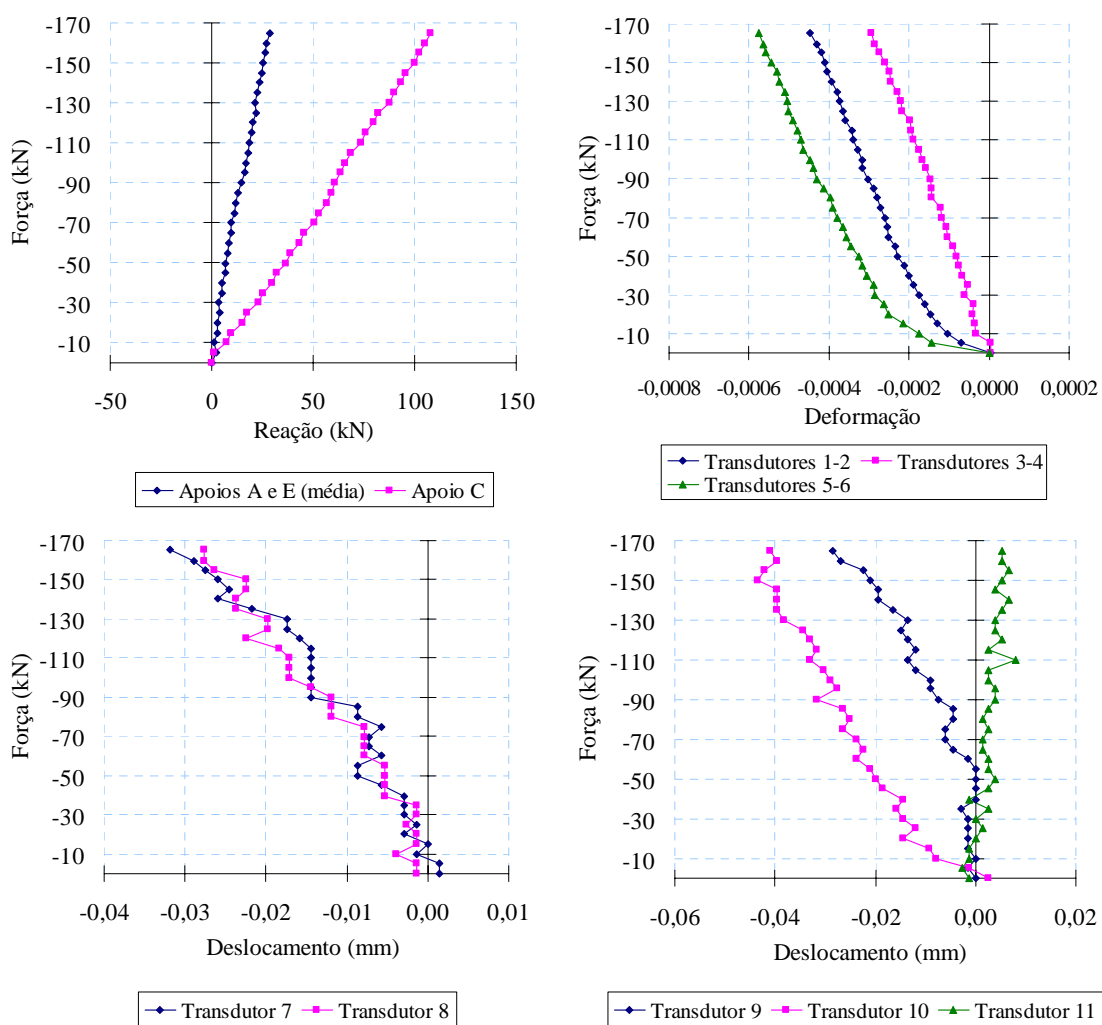 -170
-150
-130
-110
-90
-70
-50
-30
-10
Força (kN)
-50 0 50 100 150
Reação (kN)
Apoios A e E (média) Apoio C
-170
-150
-130
-110
-90
-70
-50
-30
-10
Força (kN)
-0,0008 -0,0006 -0,0004 -0,0002 0,0000 0,0002
Deformação
Transdutores 1-2 Transdutores 3-4
Transdutores 5-6
-170
-150
-130
-110
-90
-70
-50
-30
-10
Força (kN)
-0,04 -0,03 -0,02 -0,01 0,00 0,01
Deslocamento (mm)
Transdutor 7 Transdutor 8
-170
-150
-130
-110
-90
-70
-50
-30
-10
Força (kN)
-0,06 -0,04 -0,02 0,00 0,02
Deslocamento (mm)
Transdutor 9 Transdutor 10 Transdutor 11